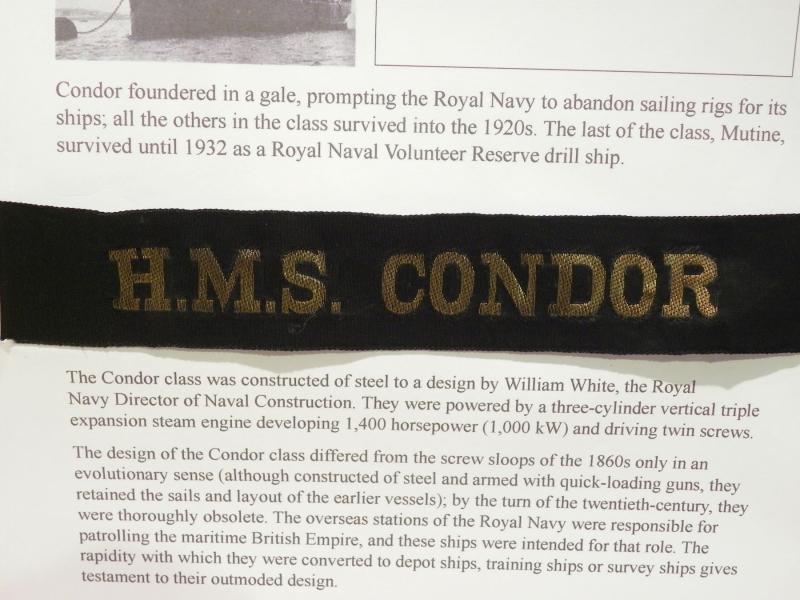 Condor foundered in a gale, prompting the Royal Navy to abandon sailing rigs for its
ships; all the others in the class survived into the 1920s. The last of the class, Mutine,
survived until 1932 as a Royal Naval Volunteer Reserve drill ship.
H.M.S. CONDOR
The Condor class was constructed of steel to a design by William White, the Royal
Navy Director of Naval Construction. They were powered by a three-cylinder vertical triple
expansion steam engine developing 1,400 horsepower (1,000 kW) and driving twin screws.
The design of the Condor class differed from the screw sloops of the 1860s only in an
evolutionary sense (although constructed of steel and armed with quick-loading guns, they
retained the sails and layout of the earlier vessels); by the turn of the twentieth-century, they
were thoroughly obsolete. The overseas stations of the Royal Navy were responsible for
patrolling the maritime British Empire, and these ships were intended for that role. The
rapidity with which they were converted to depot ships, training ships or survey ships gives
testament to their outmoded design.